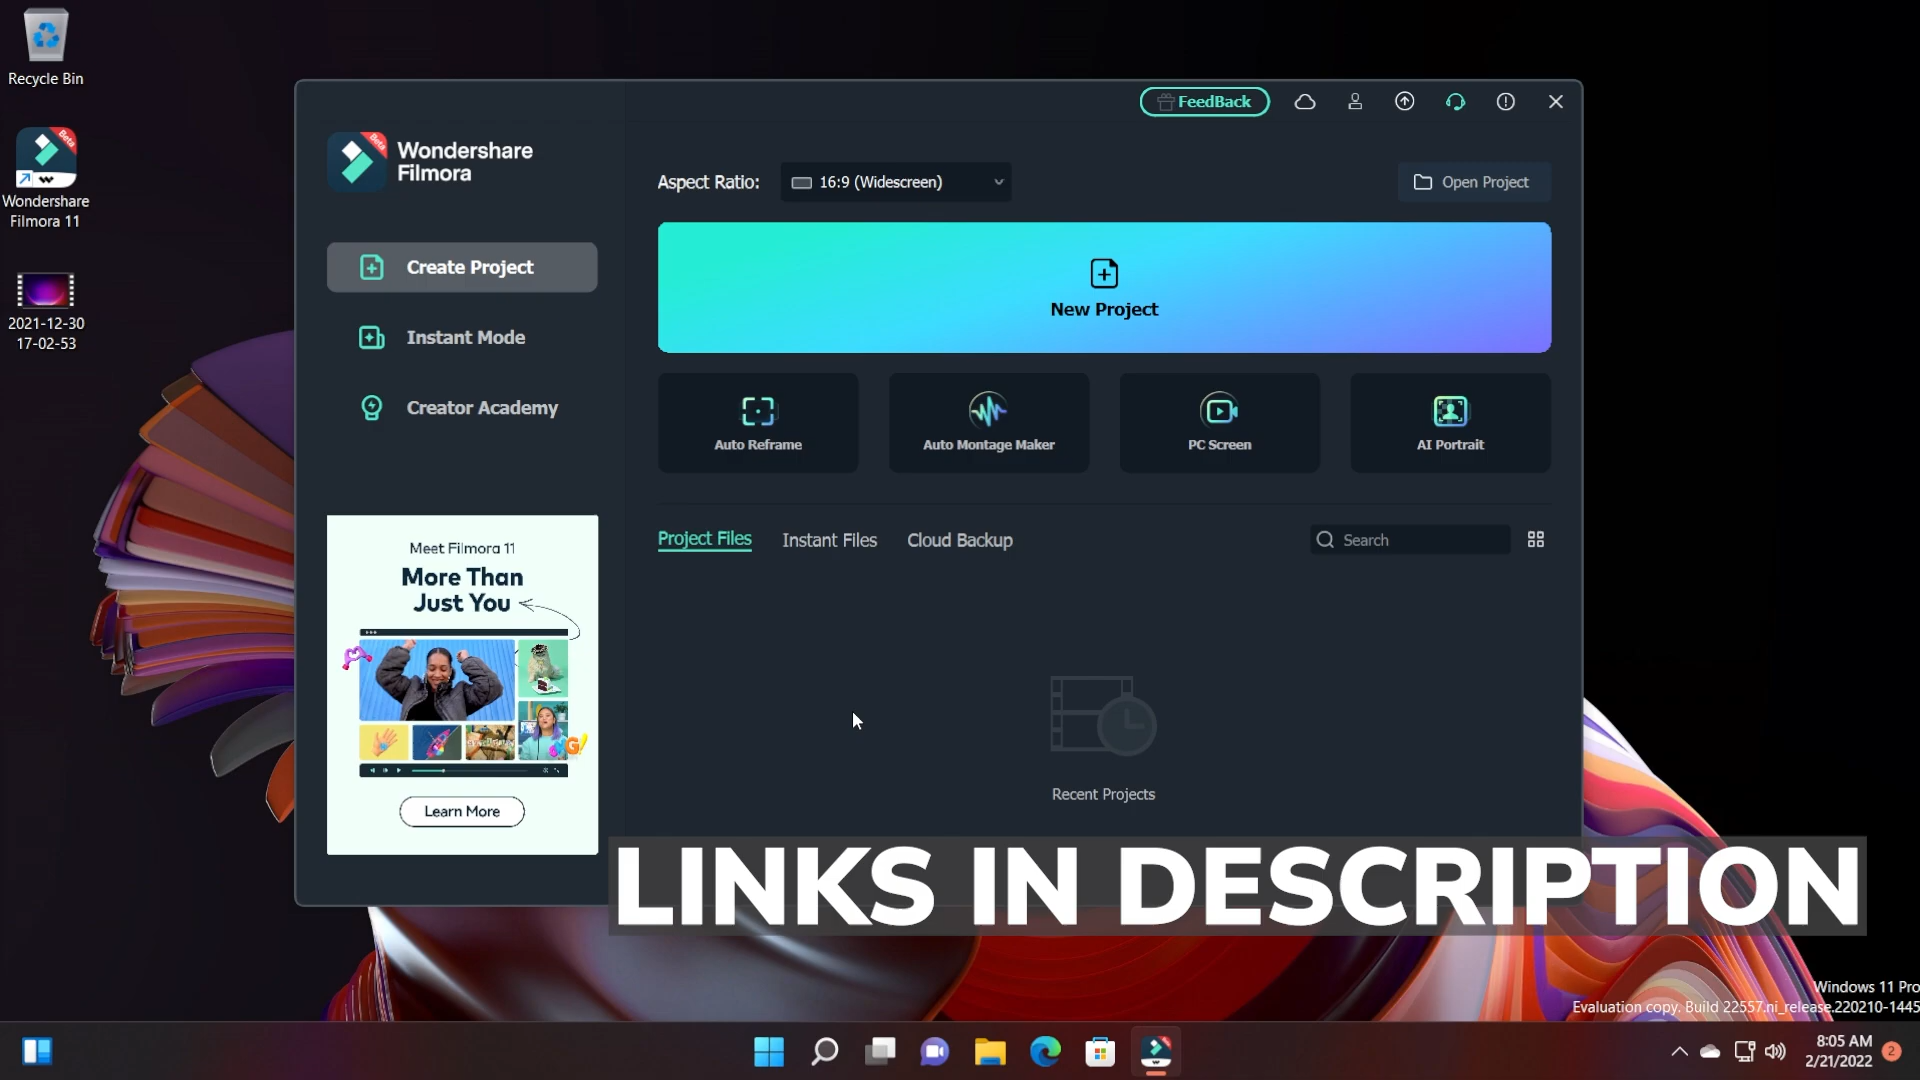 Recycle Bin
Wondershare
Filmora 11
2021-12-30
17-02-53
Beta
Wondershare
Filmora
FeedBack
Create Project
Instant Mode
Creator Academy
Aspect Ratio:
16:9 (Widescreen)
Open Project
New Project
Auto Reframe
Auto Montage Maker
PC Screen
AI Portrait
Project Files
Instant Files
Cloud Backup
Search
Recent Projects
Meet Filmora 11
More Than
Just You
Learn More
LINKS IN DESCRIPTION
Windows 11 Pro
Evaluation copy. Build 22557.ni_release.220210-1445
8:05 AM
2/21/2022
2